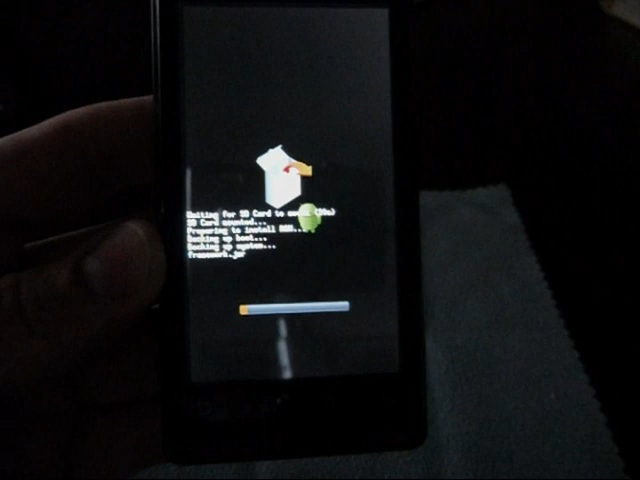 Waiting for SD Card to mount (20s)
SD Card mounted...
Preparing to install ROM...
Backing up boot...
Backing up system...
framework.jar